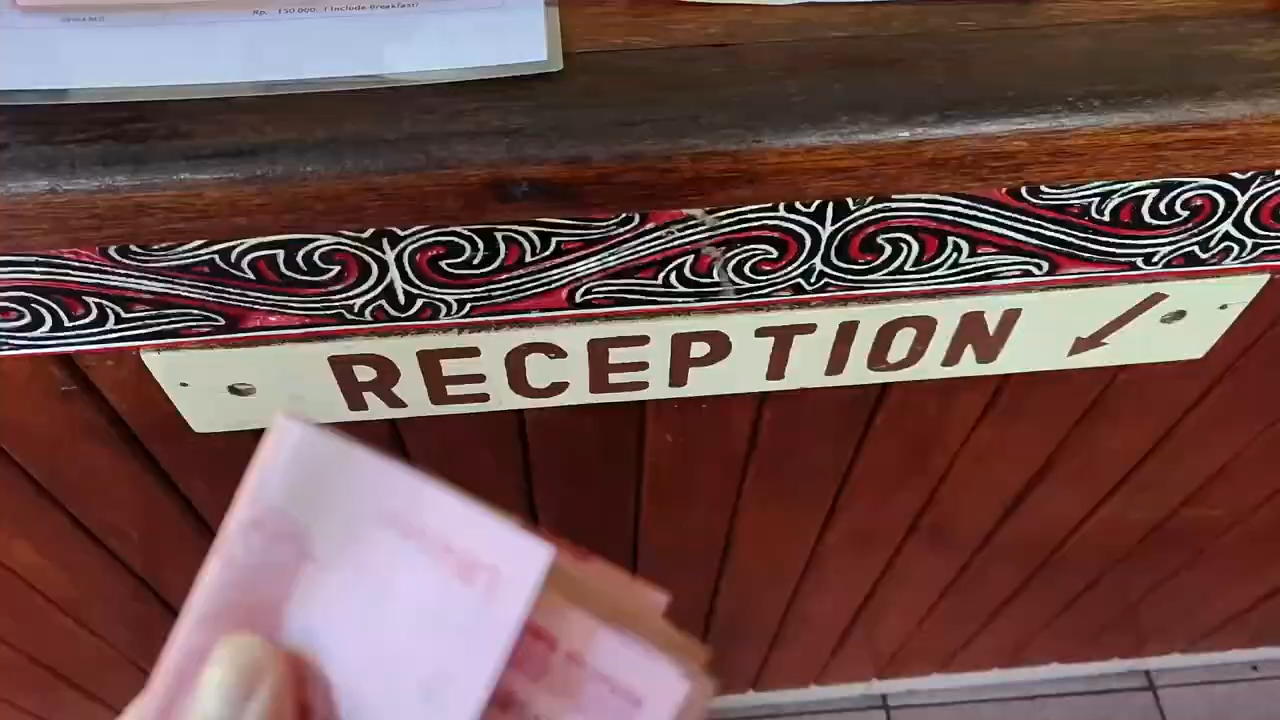 Rp. 150.000. ( Include Breakfast)
RECEPTION